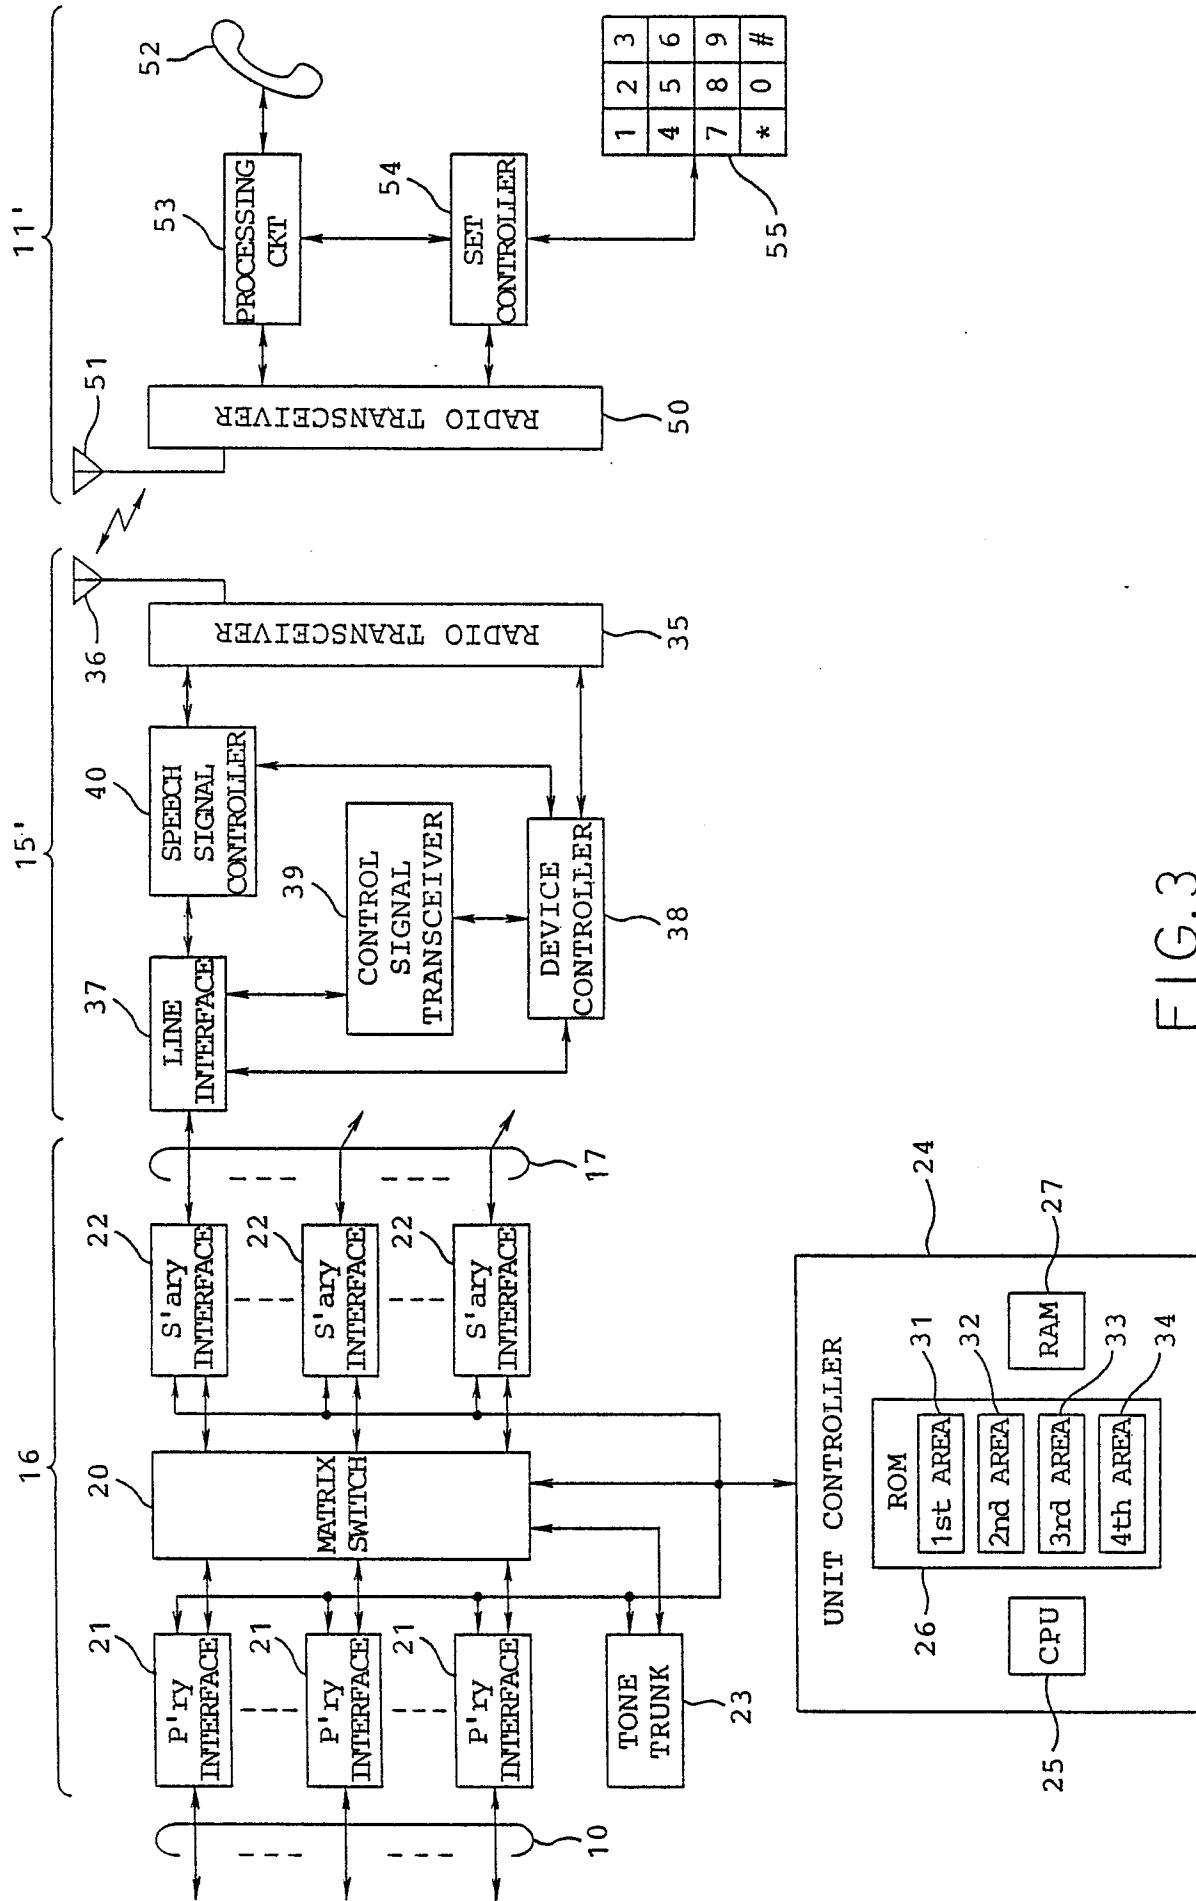 16
15'
11'
10
P'ry
INTERFACE
21
P'ry
INTERFACE
21
P'ry
INTERFACE
21
TONE
TRUNK
23
MATRIX
SWITCH
20
S'ary
INTERFACE
22
S'ary
INTERFACE
22
S'ary
INTERFACE
22
17
UNIT CONTROLLER
24
CPU
25
ROM
26
1st AREA
31
2nd AREA
32
3rd AREA
33
4th AREA
34
RAM
27
LINE
INTERFACE
37
SPEECH
SIGNAL
CONTROLLER
40
CONTROL
SIGNAL
TRANSCEIVER
39
DEVICE
CONTROLLER
38
RADIO TRANSCEIVER
35
36
51
RADIO TRANSCEIVER
50
PROCESSING
CKT
53
52
SET
CONTROLLER
54
1 2 3
4 5 6
7 8 9
* 0 #
55
FIG.3